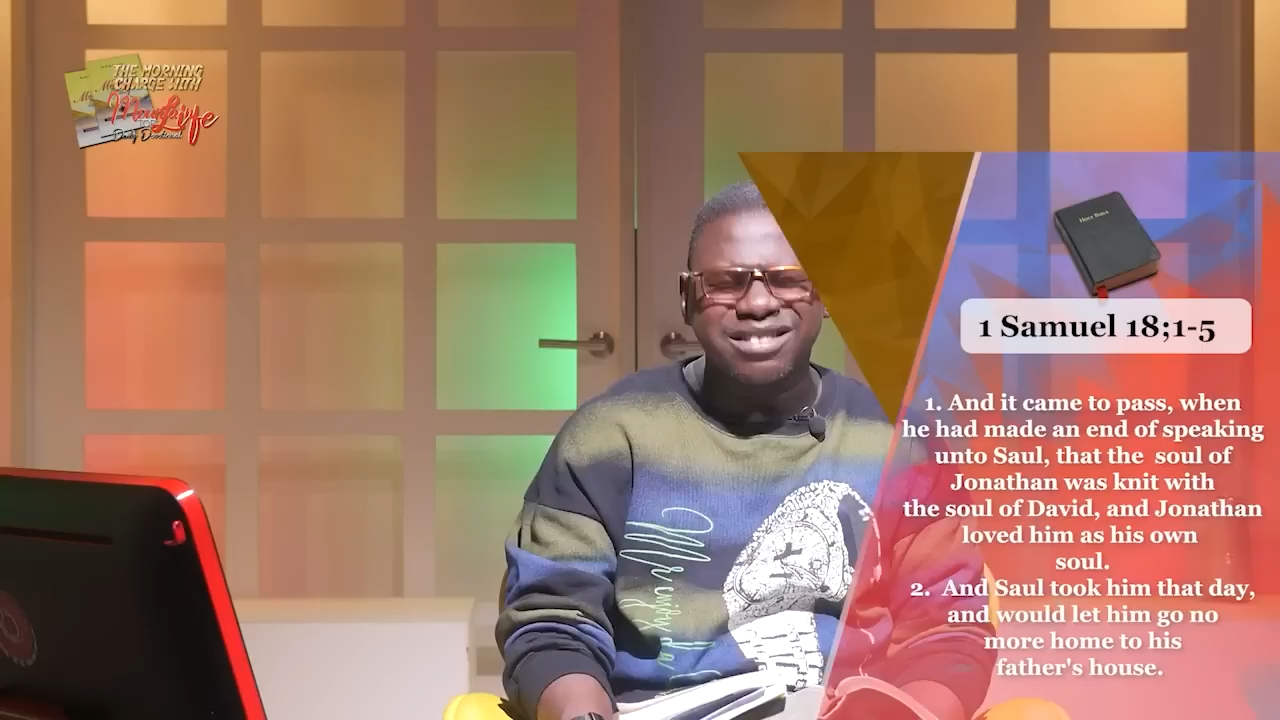 THE MORNING
CHARGE WITH
Life
Daily Devotional
Holy Bible
1 Samuel 18;1-5
1. And it came to pass, when
he had made an end of speaking
unto Saul, that the soul of
Jonathan was knit with
the soul of David, and Jonathan
loved him as his own
soul.
2. And Saul took him that day,
and would let him go no
more home to his
father's house.